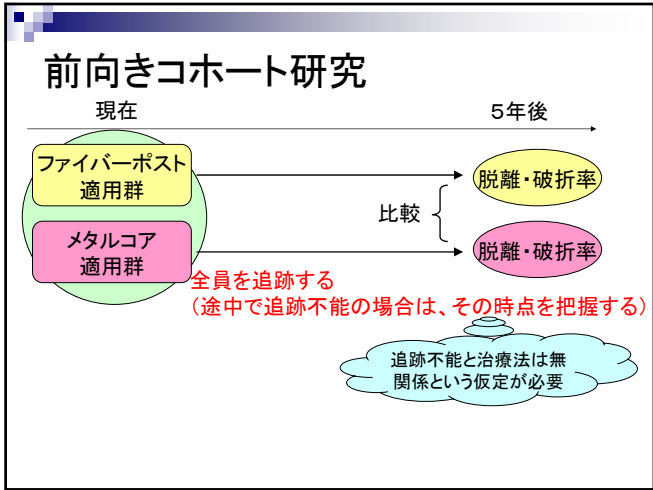 前向きコホート研究
現在
５年後
ファイバーポスト
適用群
脱離・破折率
比較
メタルコア
適用群
脱離・破折率
全員を追跡する
（途中で追跡不能の場合は、その時点を把握する）
追跡不能と治療法は無
関係という仮定が必要